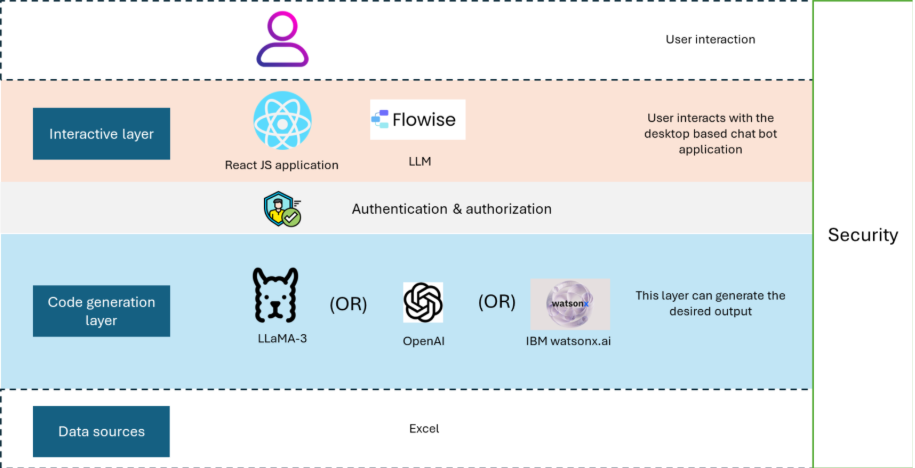 User interaction
Interactive layer
Flowise
React JS application
LLM
User interacts with the
desktop based chat bot
application
Authentication & authorization
Security
Code generation
layer
(OR)
(OR)
watsonx
LLaMA-3
OpenAI
IBM watsonx.ai
This layer can generate the
desired output
Data sources
Excel